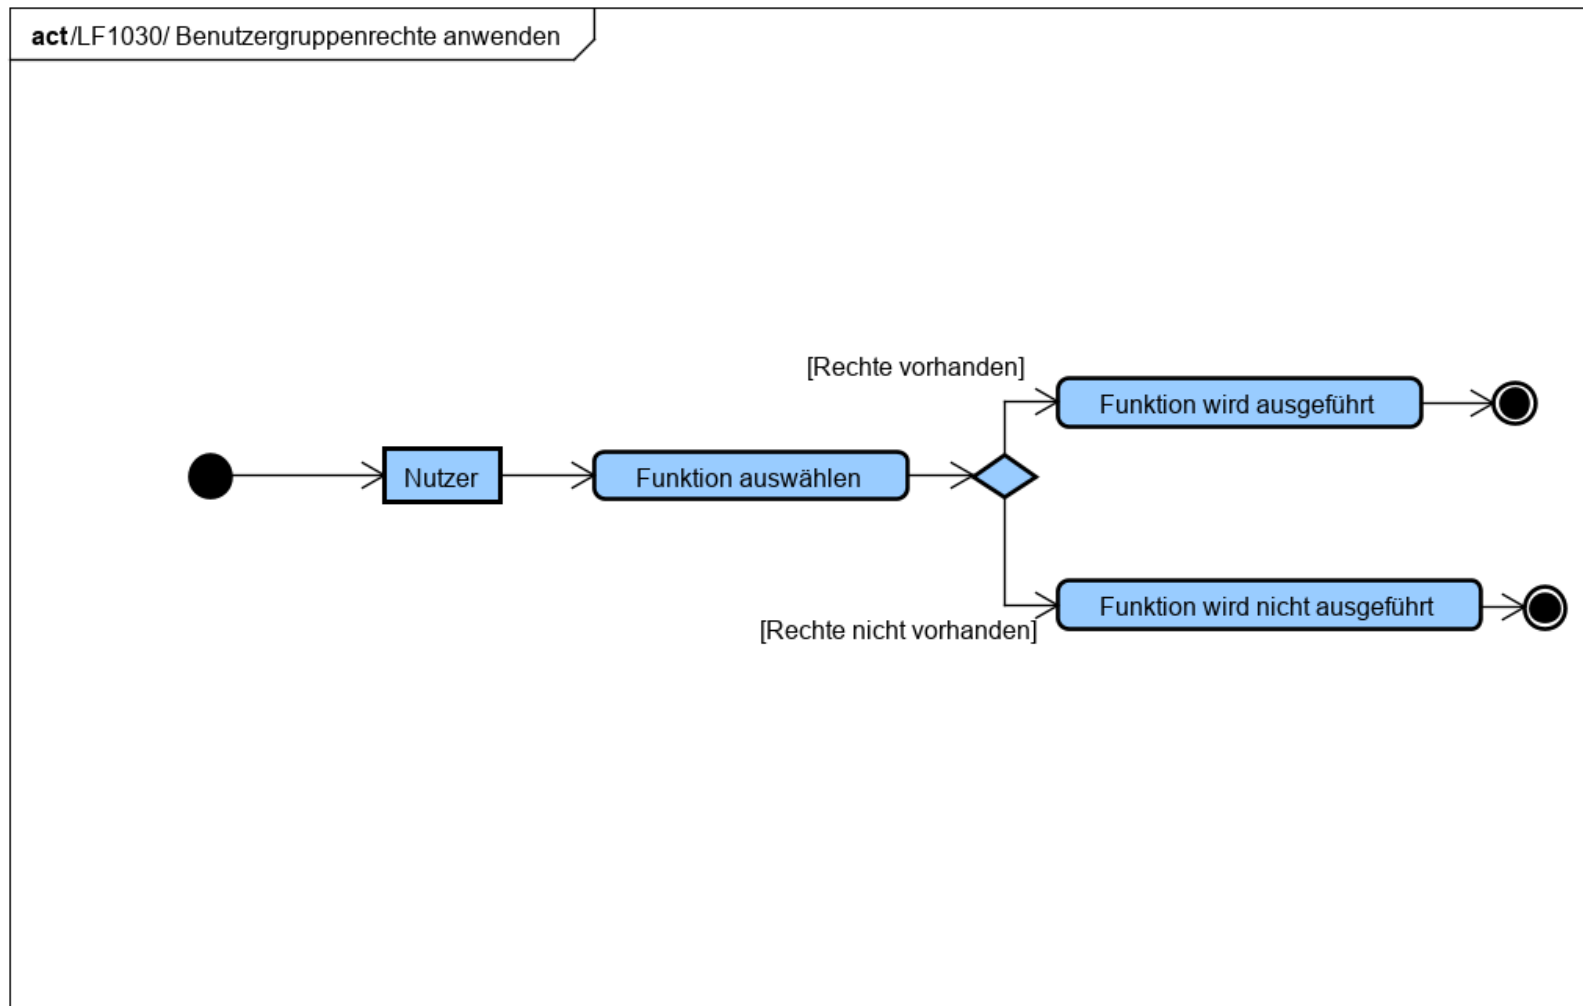 act/LF1030/ Benutzergruppenrechte anwenden
[Rechte vorhanden]
Funktion wird ausgeführt
Nutzer
Funktion auswählen
Funktion wird nicht ausgeführt
[Rechte nicht vorhanden]